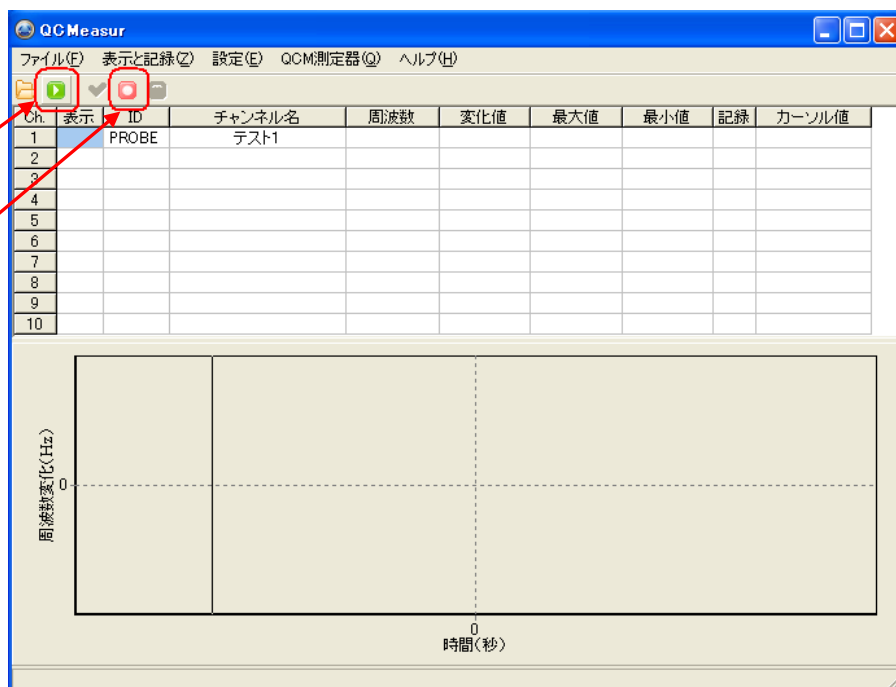 QCMeasur
ファイル(F) 表示と記録(Z) 設定(E) QCM測定器(Q) ヘルプ(H)
Ch. 表示 ID チャンネル名 周波数 変化値 最大値 最小値 記録 カーソル値
1 PROBE テスト1
2
3
4
5
6
7
8
9
10
周波数変化(Hz)
0
0
時間(秒)